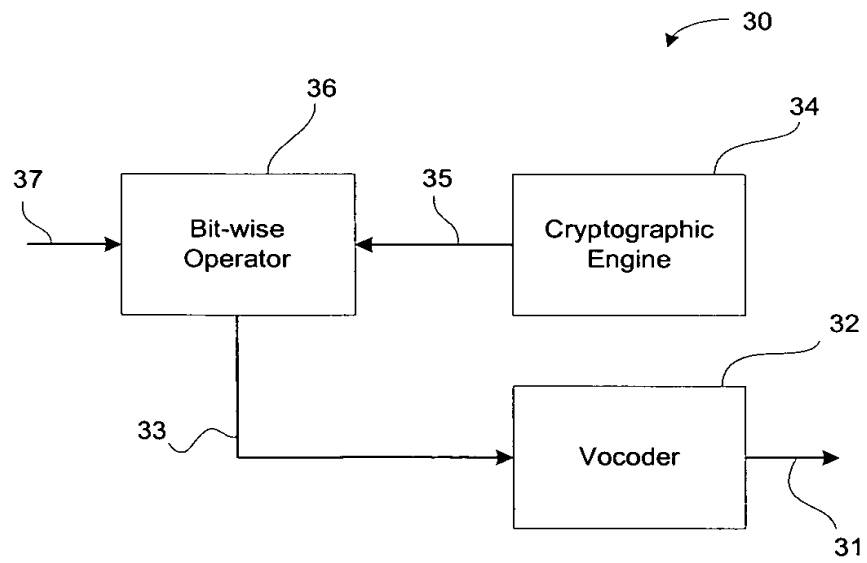 30
36
34
37
35
Bit-wise
Operator
Cryptographic
Engine
32
33
Vocoder
31